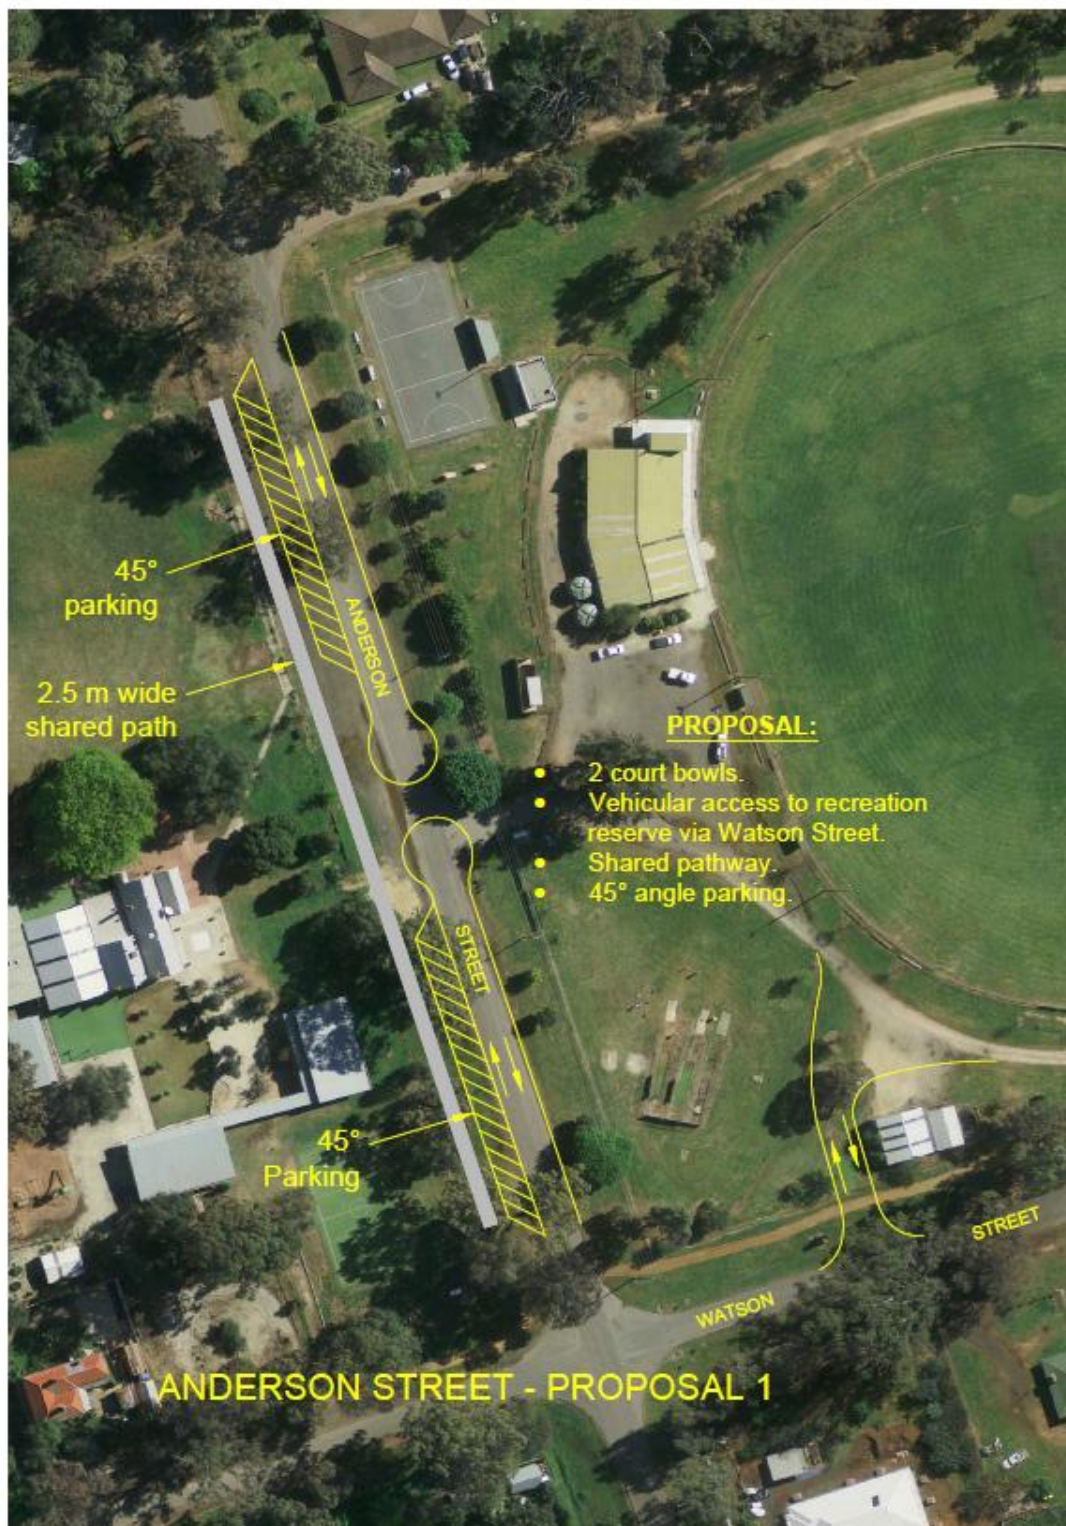 45°
parking
ANDERSON
2.5 m wide
shared path
PROPOSAL:
• 2 court bowls.
• Vehicular access to recreation
reserve via Watson Street.
• Shared pathway.
• 45° angle parking.
STREET
45°
Parking
STREET
WATSON
ANDERSON STREET - PROPOSAL 1